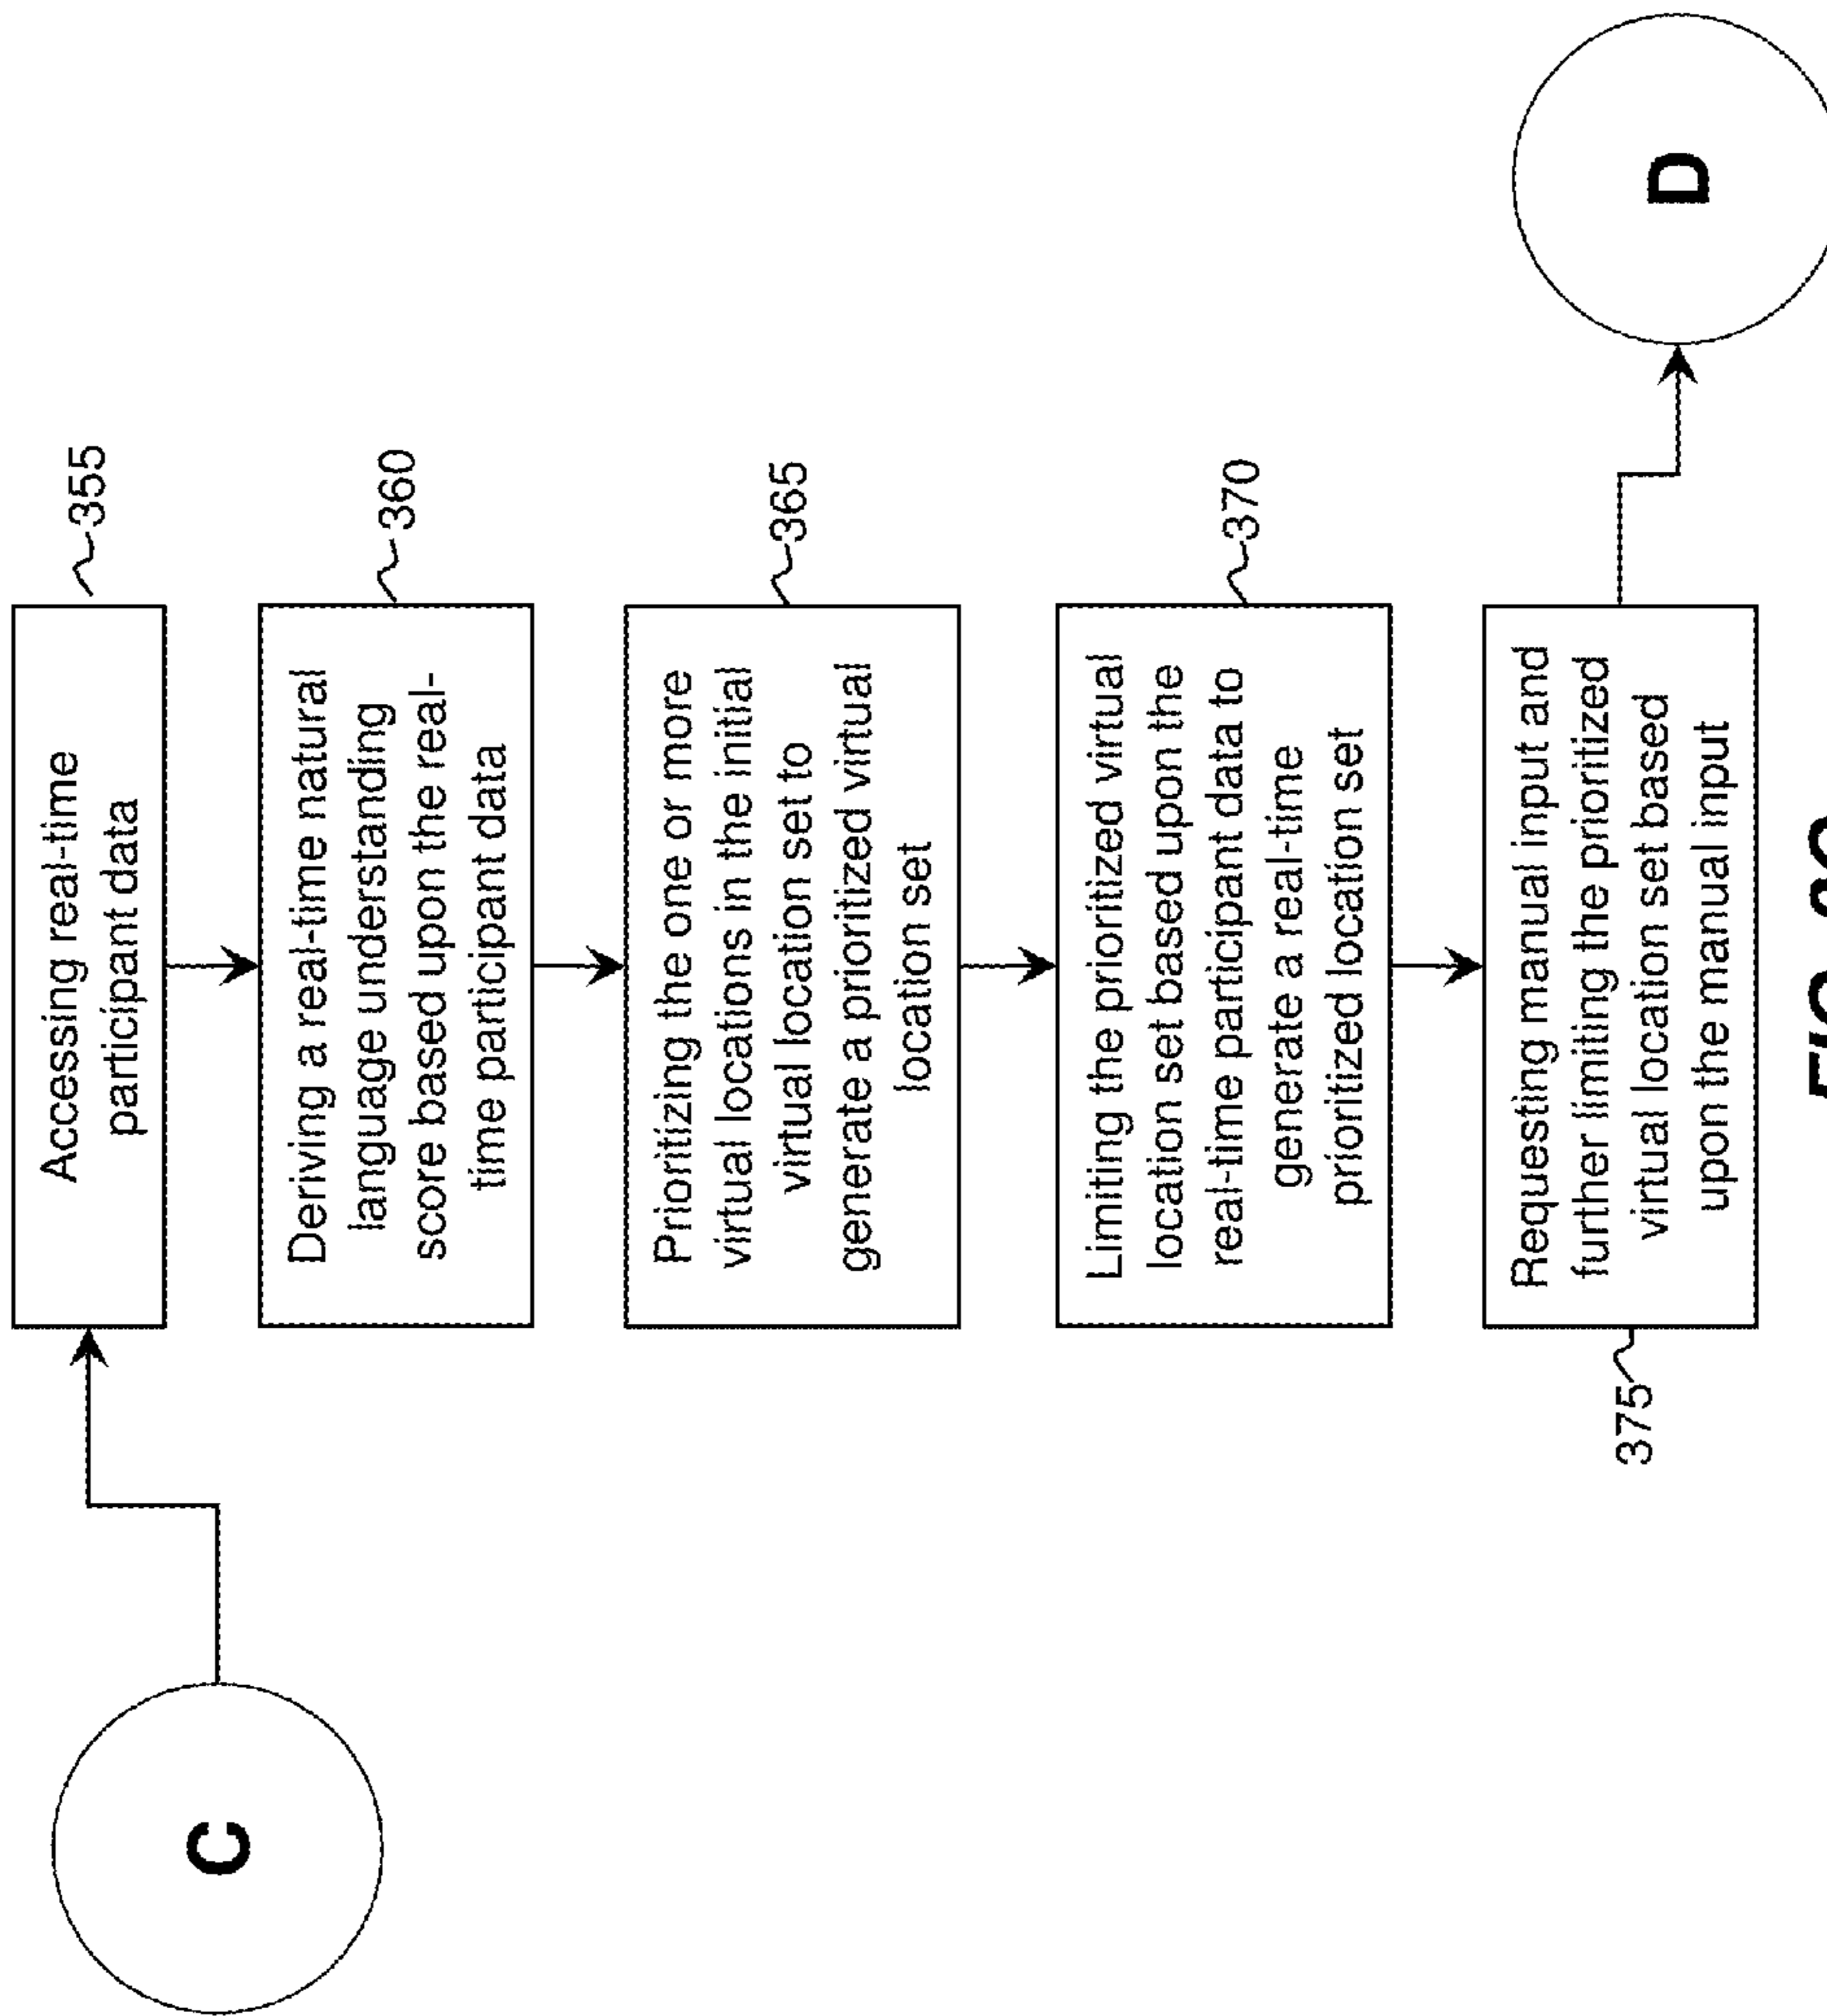 C
Accessing real-time
participant data
355
Deriving a real-time natural
language understanding
score based upon the real-
time participant data
360
Prioritizing the one or more
virtual locations in the initial
virtual location set to
generate a prioritized virtual
location set
365
Limiting the prioritized virtual
location set based upon the
real-time participant data to
generate a real-time
prioritized location set
370
Requesting manual input and
further limiting the prioritized
virtual location set based
upon the manual input
375
D
FIG.